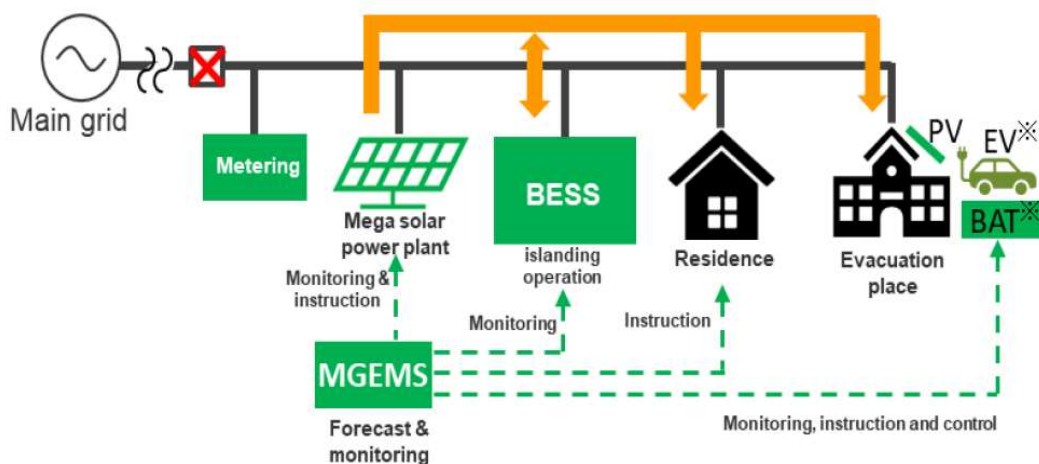 Main grid
Metering
Mega solar
power plant
BESS
islanding
operation
Residence
PV
EV※
BAT※
Evacuation
place
Monitoring &
instruction
Monitoring
Instruction
MGEMS
Forecast &
monitoring
Monitoring, instruction and control